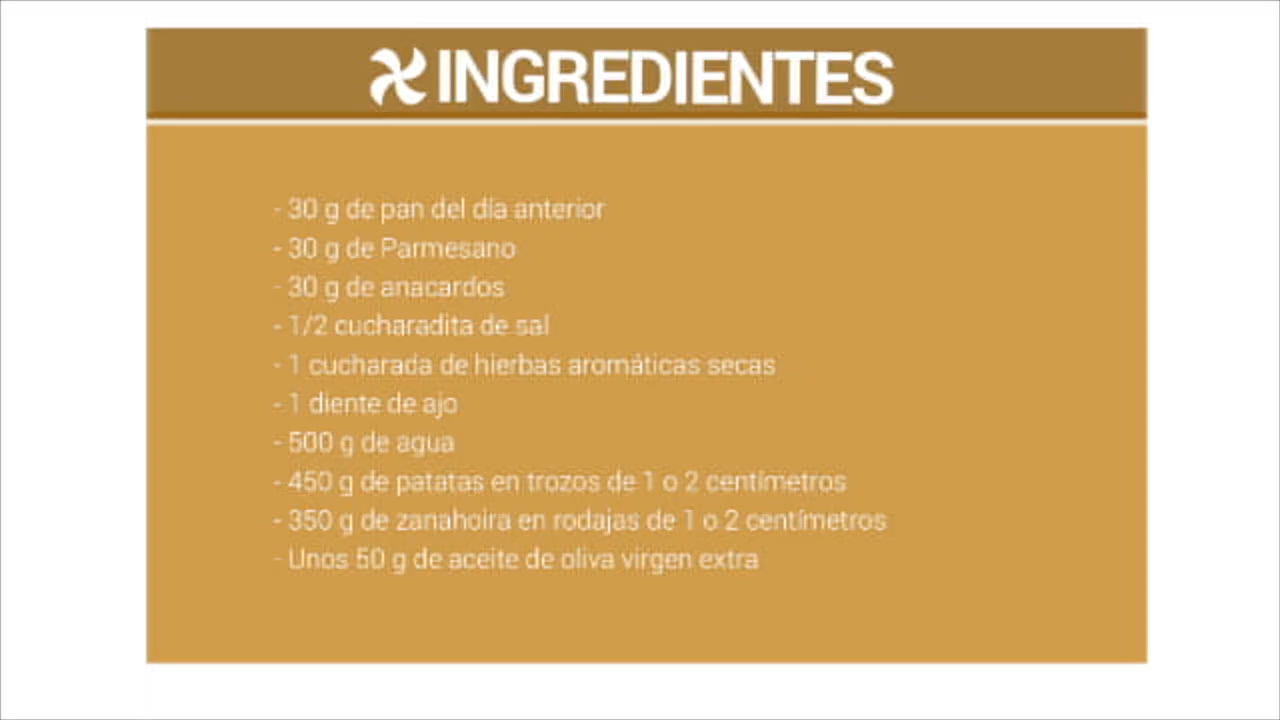 INGREDIENTES
- 30 g de pan del día anterior
- 30 g de Parmesano
- 30 g de anacardos
- 1/2 cucharadita de sal
- 1 cucharada de hierbas aromáticas secas
- 1 diente de ajo
- 500 g de agua
- 450 g de patatas en trozos de 1 o 2 centímetros
- 350 g de zanahoira en rodajas de 1 o 2 centímetros
- Unos 50 g de aceite de oliva virgen extra